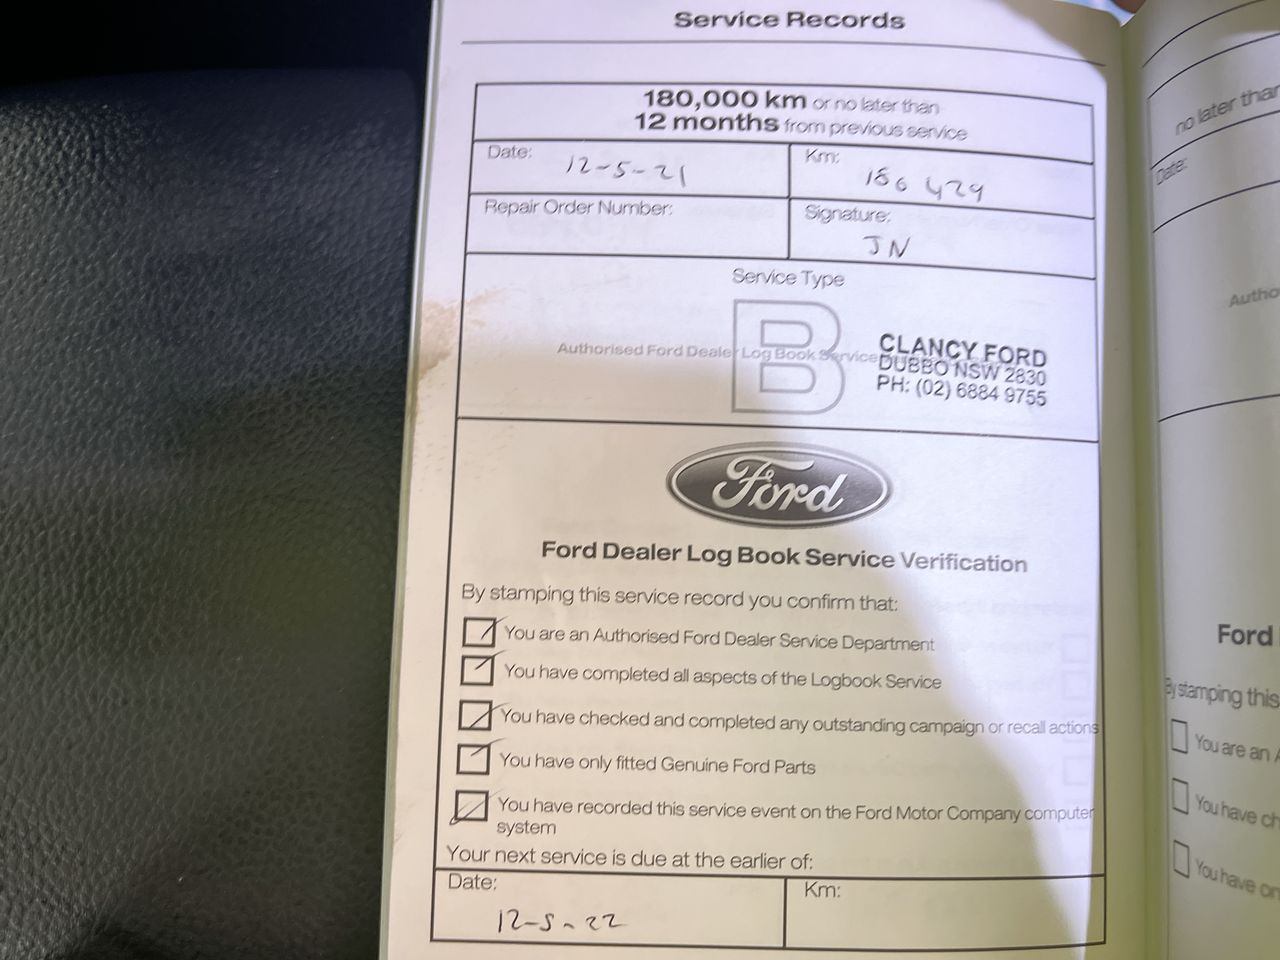 Service Records
180,000 km or no later than
12 months from previous service
Date: 12-5-21
Km: 186 429
Repair Order Number:
Signature: JN
Service Type
B
Authorised Ford Dealer Log Book Service
CLANCY FORD
DUBBO NSW 2830
PH: (02) 6884 9755
Ford
Ford Dealer Log Book Service Verification
By stamping this service record you confirm that:
You are an Authorised Ford Dealer Service Department
You have completed all aspects of the Logbook Service
You have checked and completed any outstanding campaign or recall actions
You have only fitted Genuine Ford Parts
You have recorded this service event on the Ford Motor Company computer
system
Your next service is due at the earlier of:
Date: 12-5-22
Km:
no later than
Date:
Ford
By stamping this
You are an
You have
You have